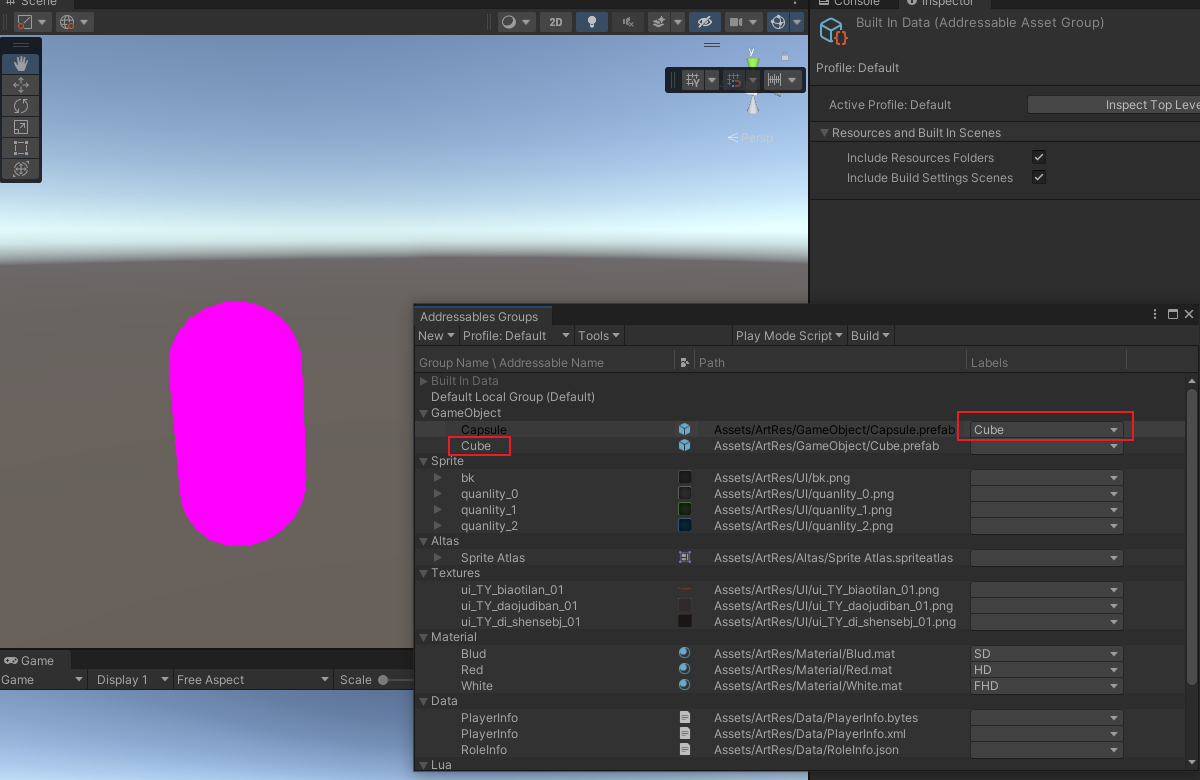 Scene
2D
y
Persp
Console
Inspector
Built In Data (Addressable Asset Group)
Profile: Default
Active Profile: Default
Inspect Top Leve
Resources and Built In Scenes
Include Resources Folders
Include Build Settings Scenes
Addressables Groups
New Profile: Default Tools Play Mode Script Build
Group Name \ Addressable Name Path Labels
Built In Data
Default Local Group (Default)
GameObject
Capsule Assets/ArtRes/GameObject/Capsule.prefab Cube
Cube Assets/ArtRes/GameObject/Cube.prefab
Sprite
bk Assets/ArtRes/UI/bk.png
quanlity_0 Assets/ArtRes/UI/quanlity_0.png
quanlity_1 Assets/ArtRes/UI/quanlity_1.png
quanlity_2 Assets/ArtRes/UI/quanlity_2.png
Altas
Sprite Atlas Assets/ArtRes/Altas/Sprite Atlas.spriteatlas
Textures
ui_TY_biaotilan_01 Assets/ArtRes/UI/ui_TY_biaotilan_01.png
ui_TY_daojudiban_01 Assets/ArtRes/UI/ui_TY_daojudiban_01.png
ui_TY_di_shensebj_01 Assets/ArtRes/UI/ui_TY_di_shensebj_01.png
Material
Blud Assets/ArtRes/Material/Blud.mat SD
Red Assets/ArtRes/Material/Red.mat HD
White Assets/ArtRes/Material/White.mat FHD
Data
PlayerInfo Assets/ArtRes/Data/PlayerInfo.bytes
PlayerInfo Assets/ArtRes/Data/PlayerInfo.xml
RoleInfo Assets/ArtRes/Data/RoleInfo.json
Lua
Game
Game Display 1 Free Aspect Scale